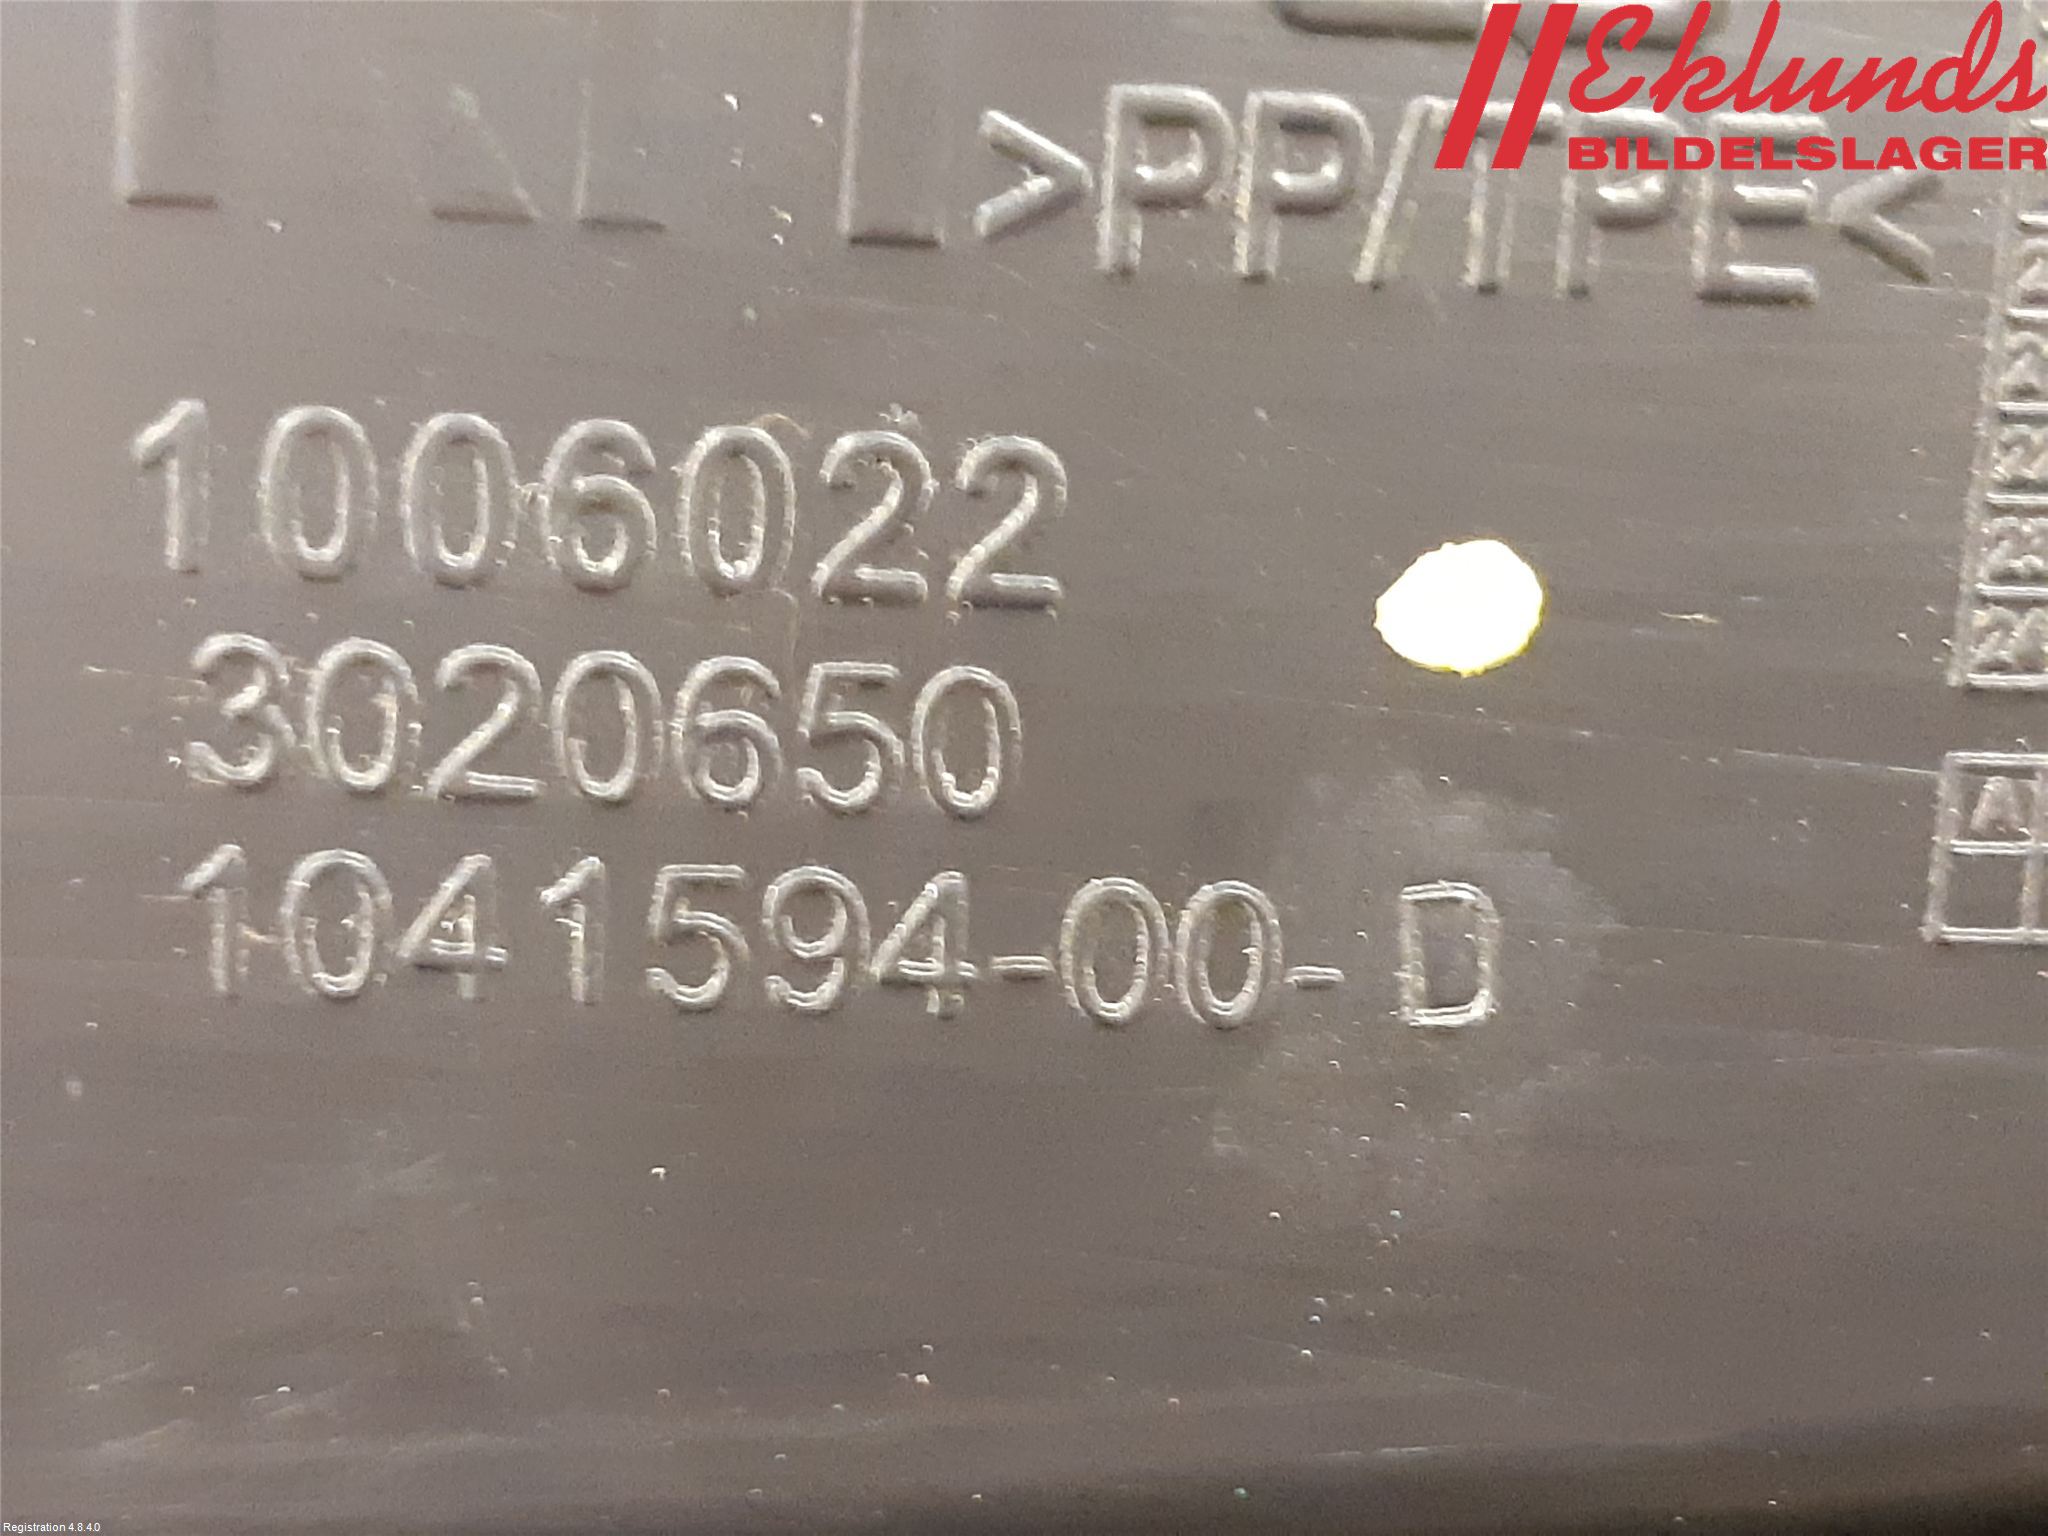 Eklunds
BILDELSLAGER
>PP/TPE<
1006022
3020650
1041594-00-D
A
Registration 4.8.4.0